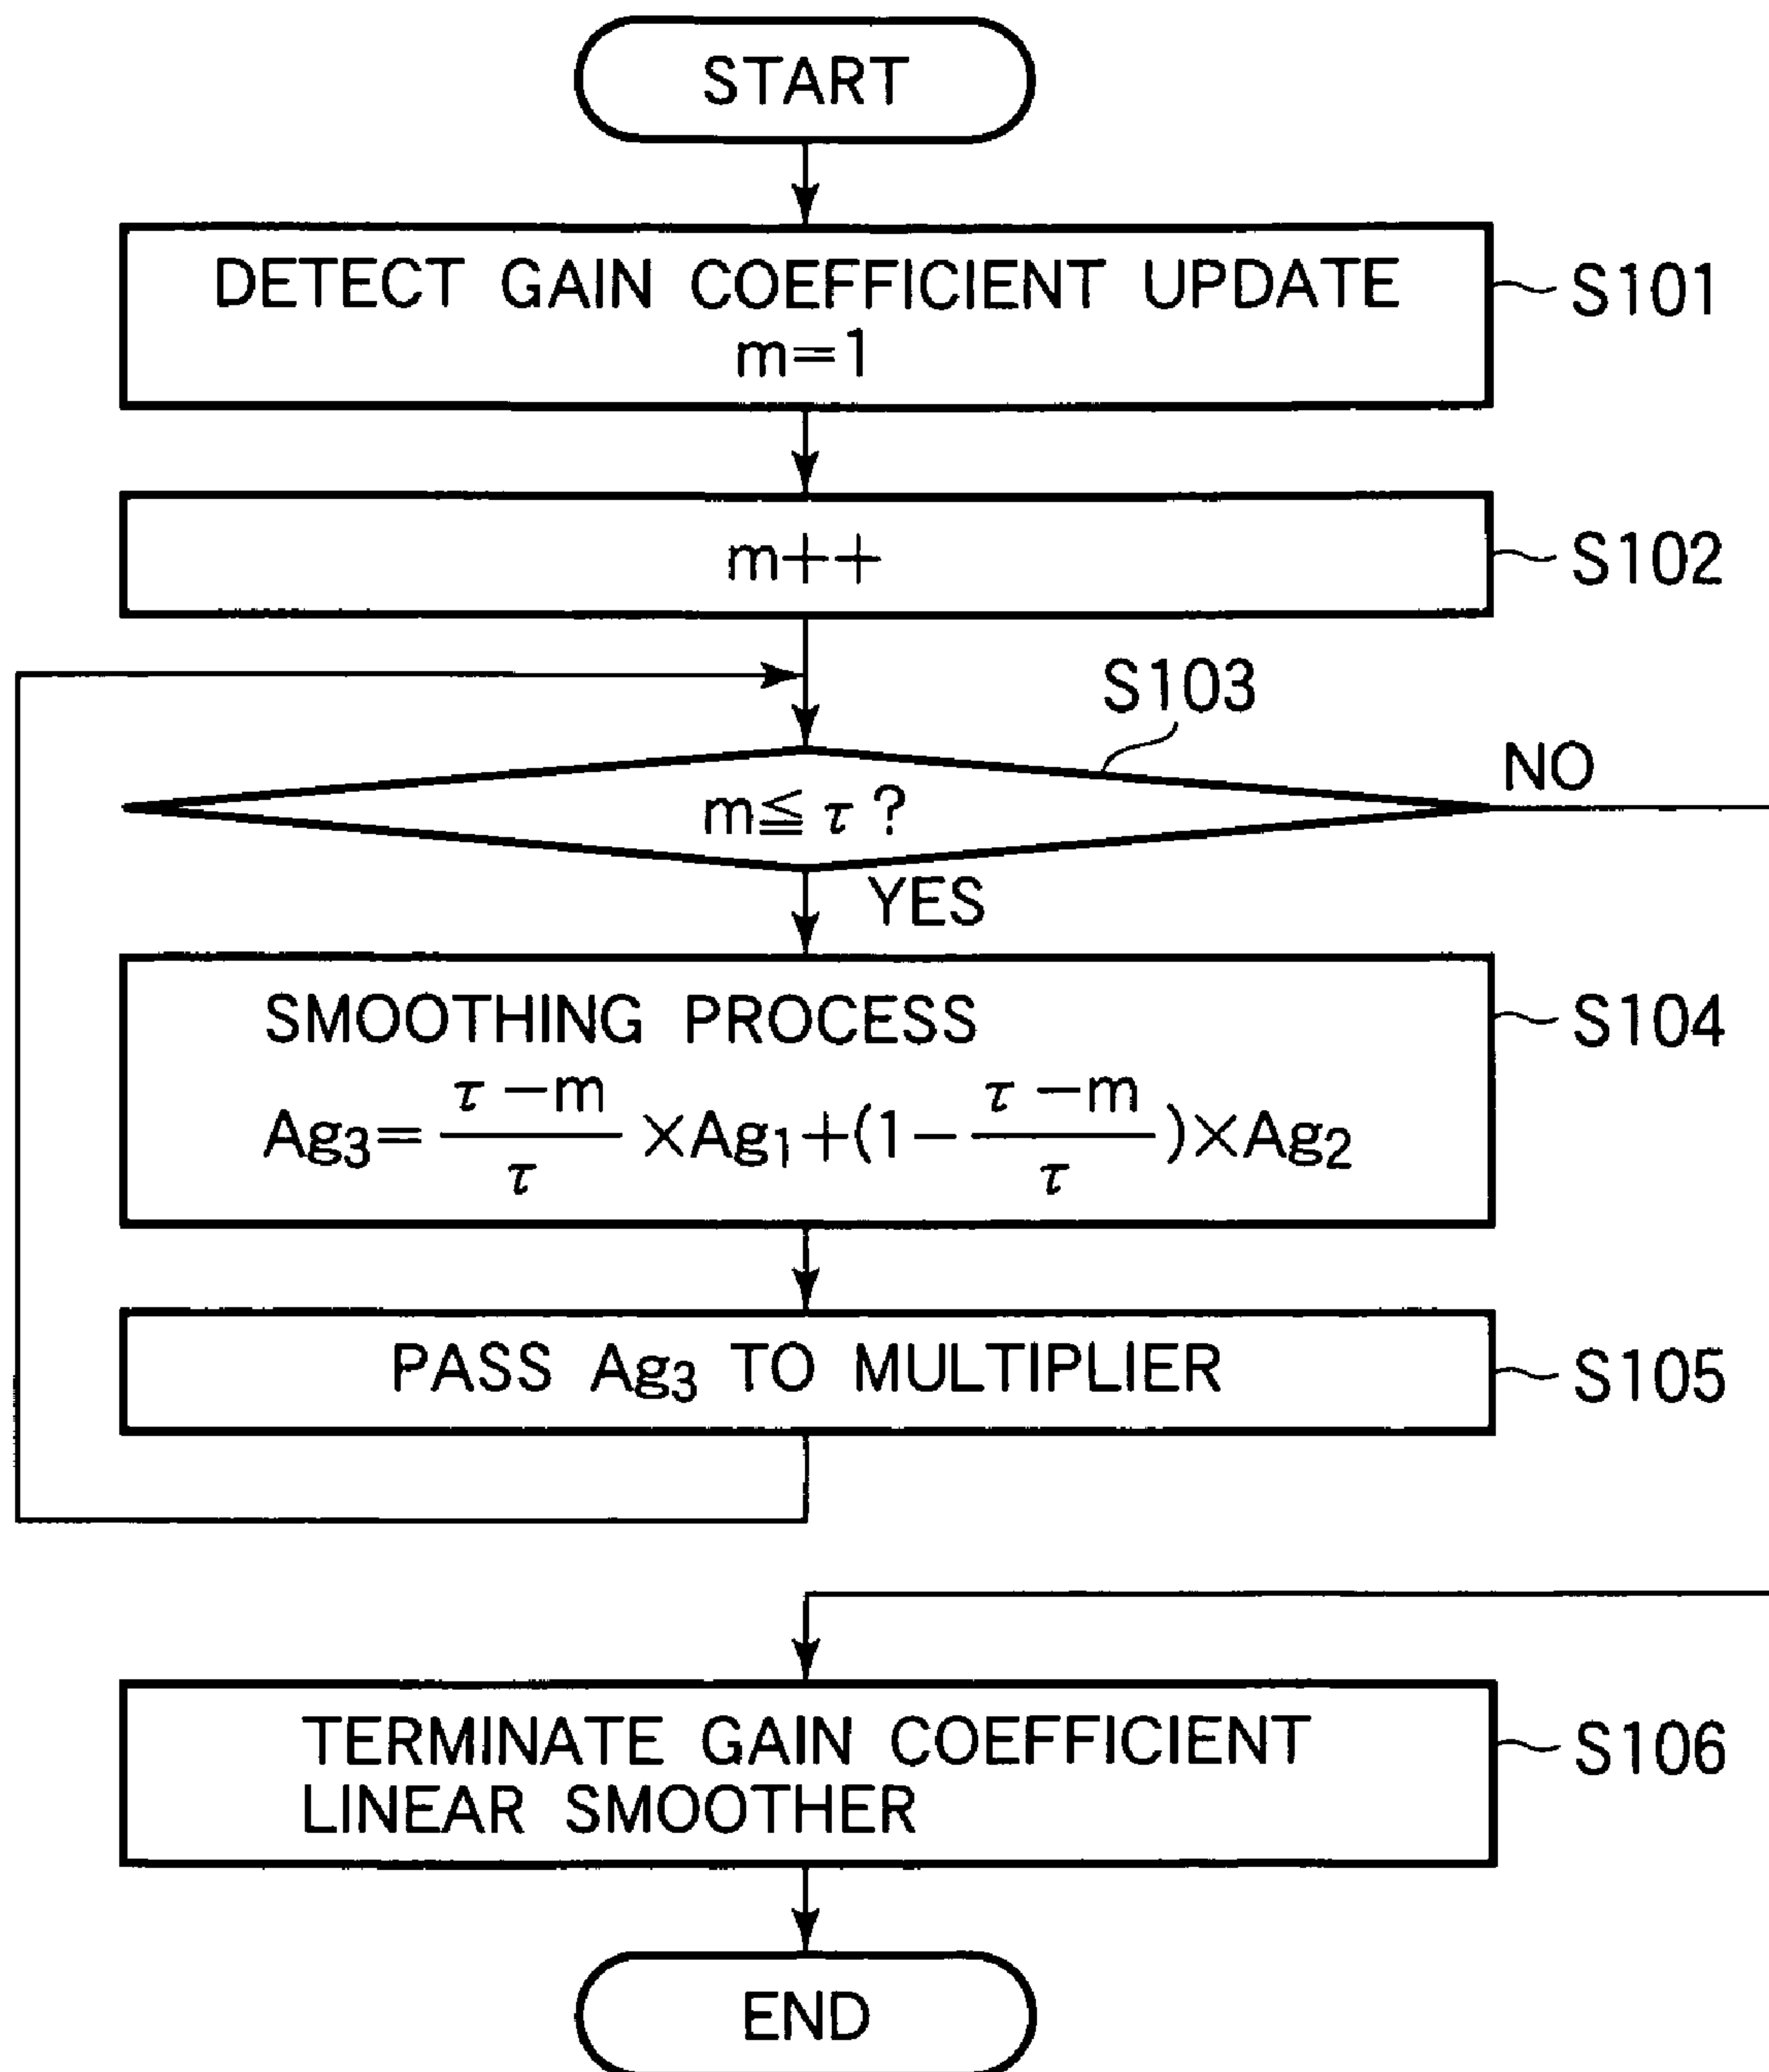 START
DETECT GAIN COEFFICIENT UPDATE
m=1
S101
m++
S102
S103
m≦τ?
NO
YES
SMOOTHING PROCESS
Ag₃=τ−m/τ×Ag₁+(1−τ−m/τ)×Ag₂
S104
PASS Ag₃ TO MULTIPLIER
S105
TERMINATE GAIN COEFFICIENT
LINEAR SMOOTHER
S106
END